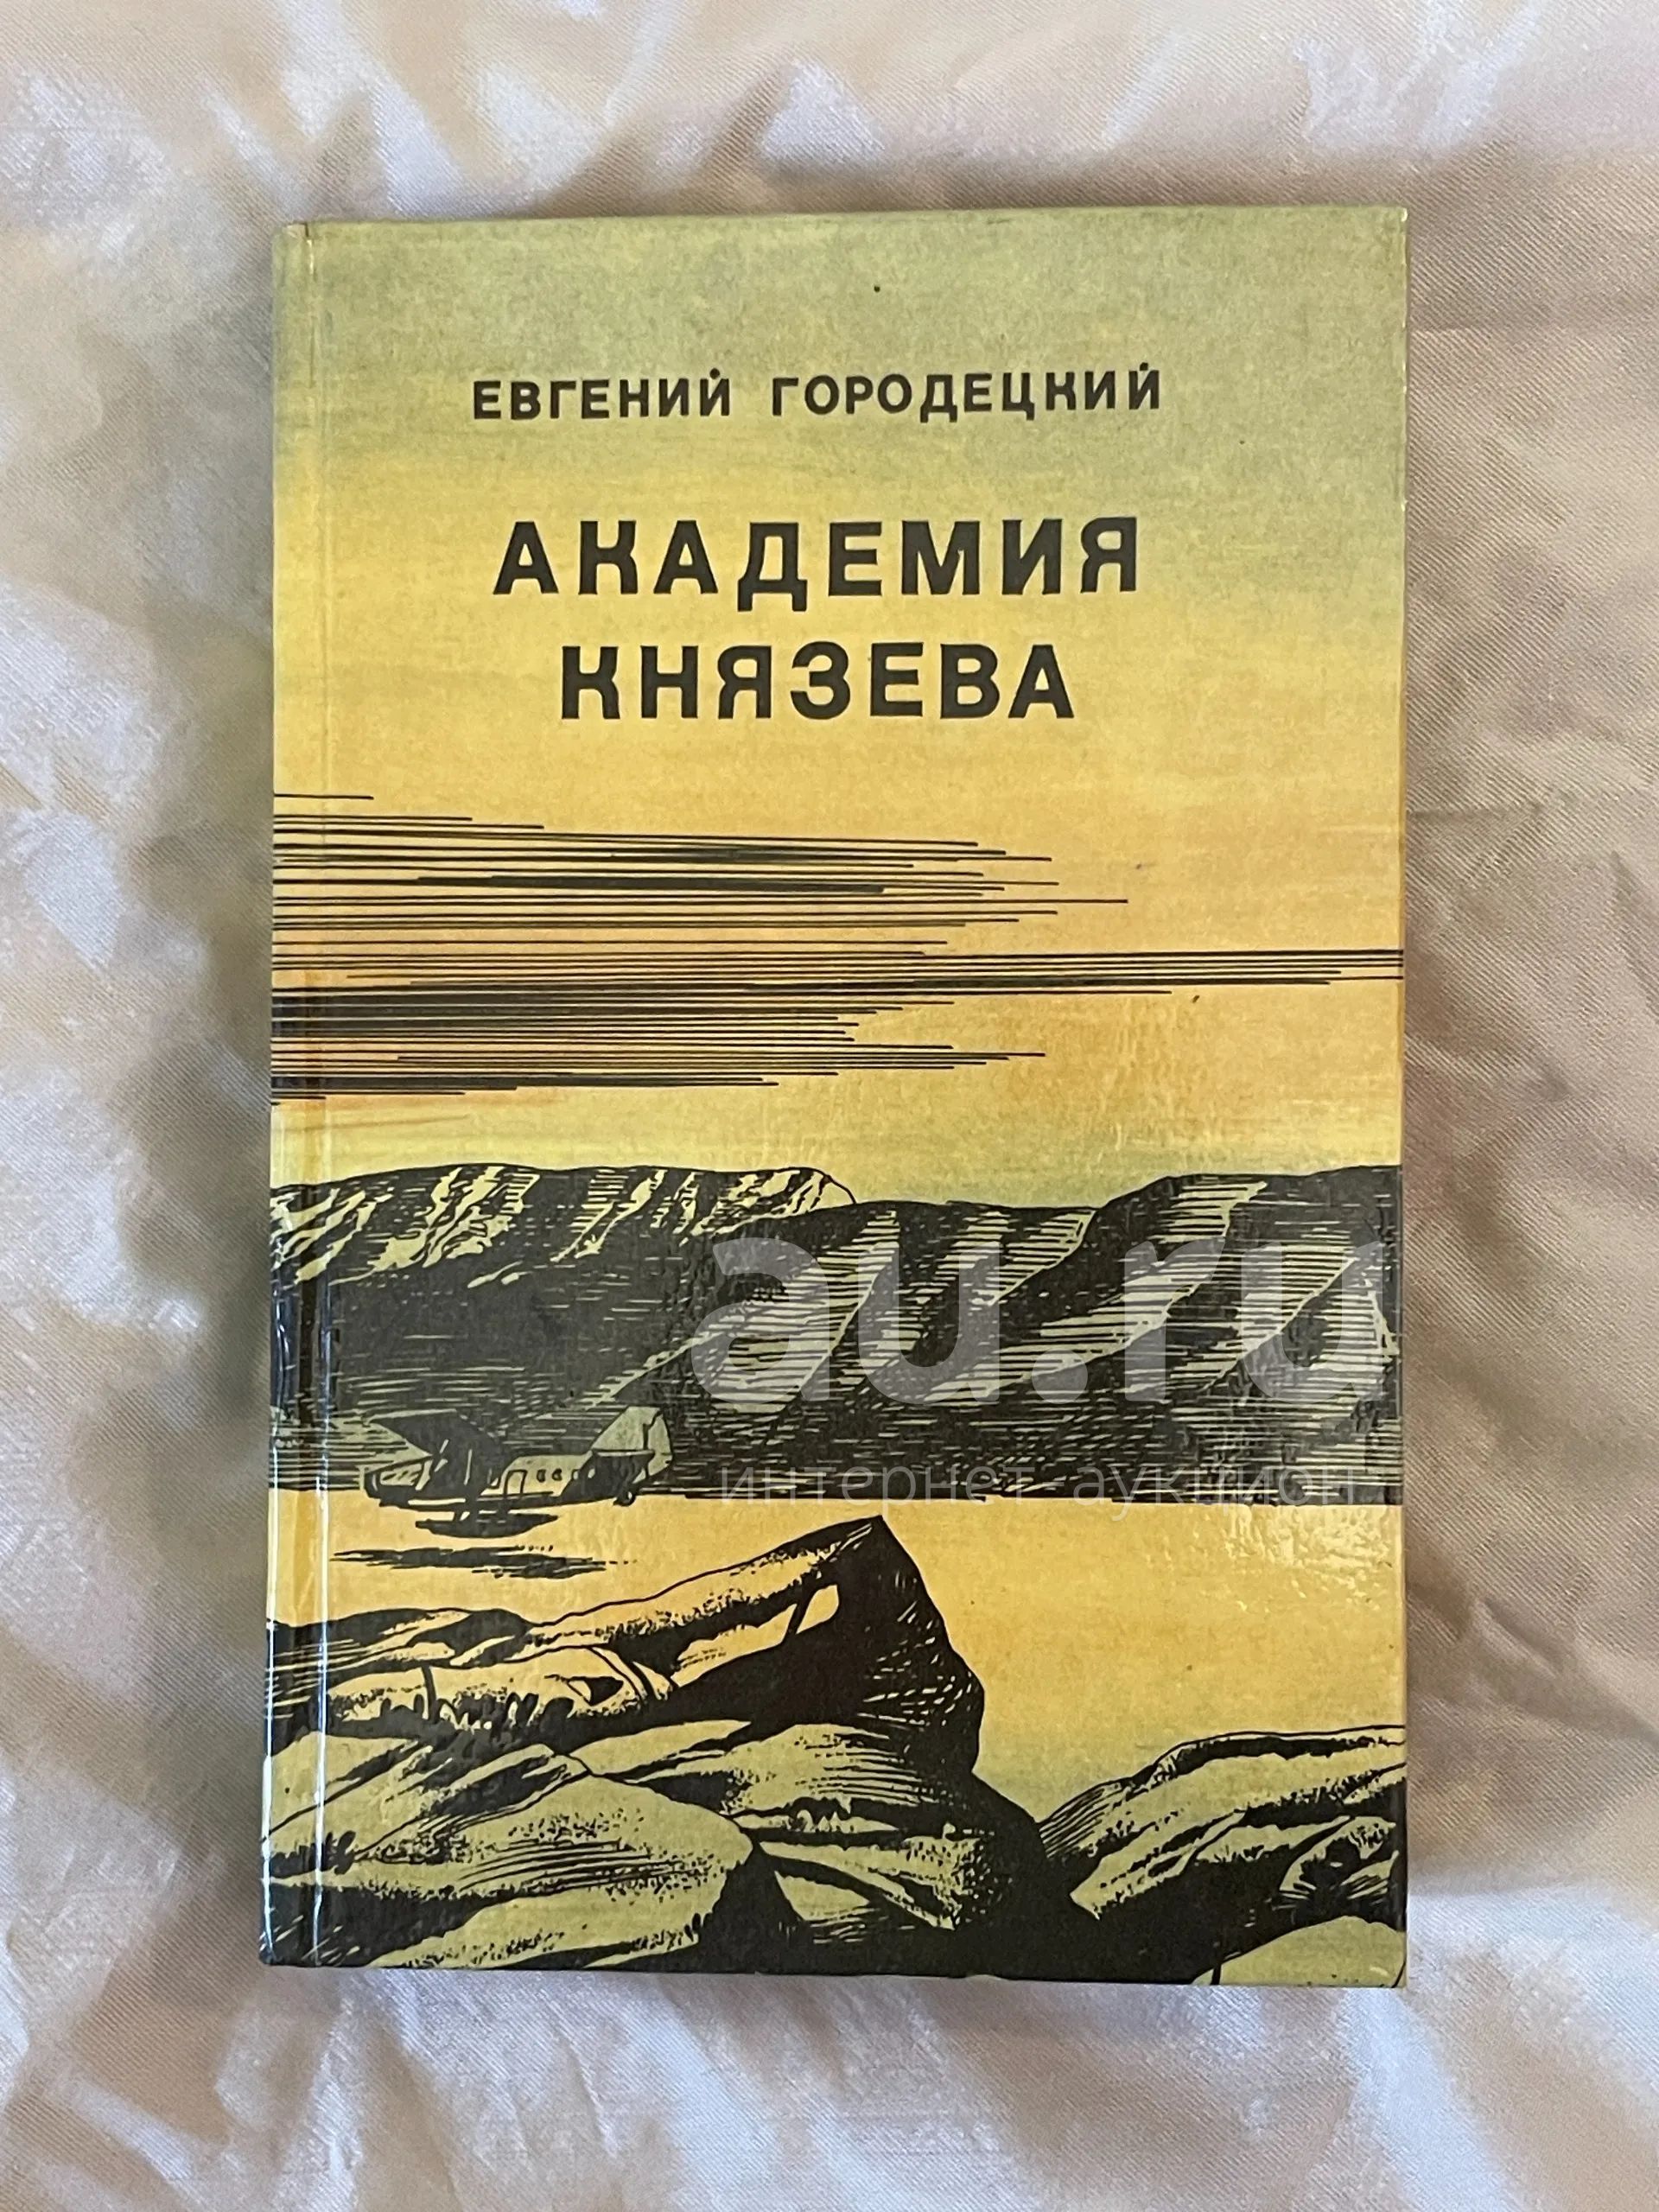 ЕВГЕНИЙ ГОРОДЕЦКИЙ
АКАДЕМИЯ
КНЯЗЕВА
au.ru
интернет аукцион